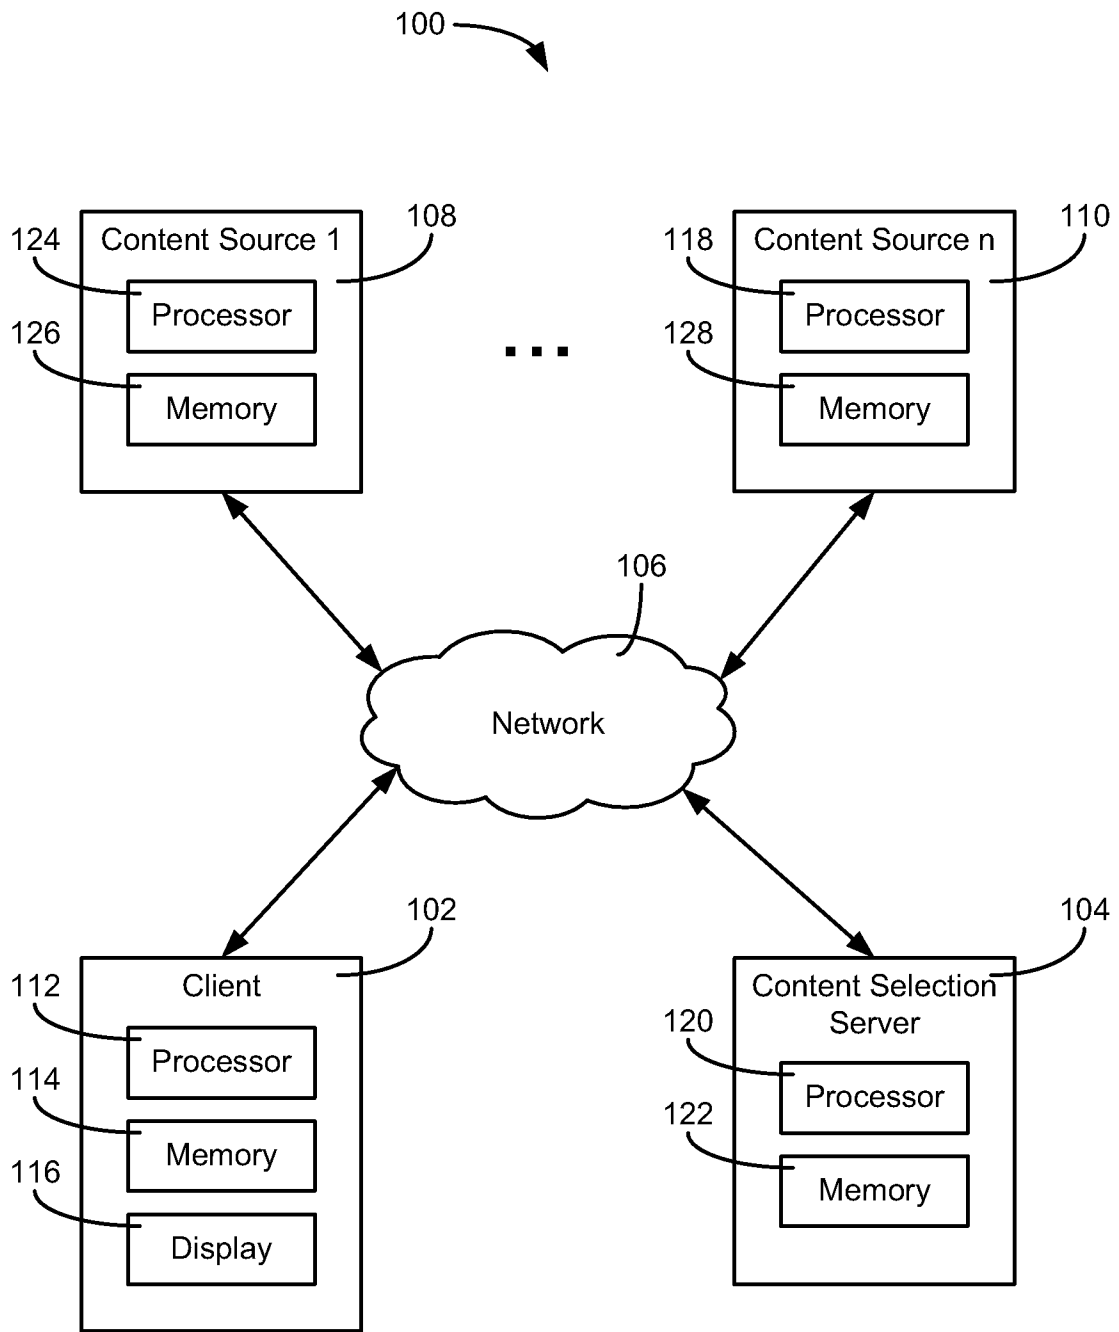 100
Content Source 1
108
124
Processor
126
Memory
Content Source n
110
118
Processor
128
Memory
...
106
Network
102
Client
112
Processor
114
Memory
116
Display
104
Content Selection
Server
120
Processor
122
Memory